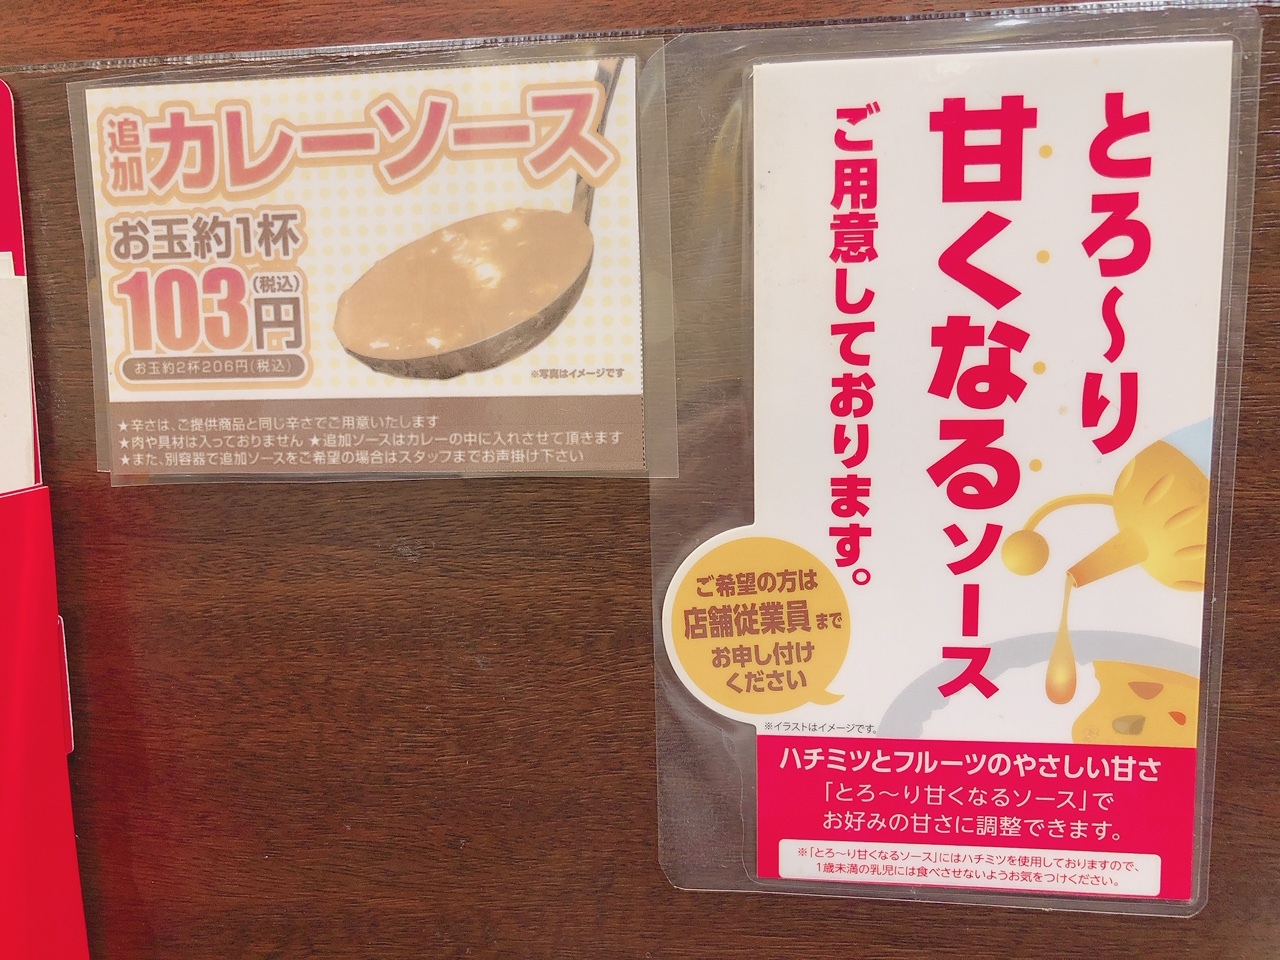 追加 カレーソース
お玉約1杯
103円(税込)
お玉約2杯206円(税込)
※写真はイメージです
★辛さは、ご提供商品と同じ辛さでご用意いたします
★肉や具材は入っておりません ★追加ソースはカレーの中に入れさせて頂きます
★また、別容器で追加ソースをご希望の場合はスタッフまでお声掛け下さい
とろ〜り
甘くなるソース
ご用意しております。
ご希望の方は
店舗従業員まで
お申し付け
ください
※イラストはイメージです。
ハチミツとフルーツのやさしい甘さ
「とろ〜り甘くなるソース」で
お好みの甘さに調整できます。
※「とろ〜り甘くなるソース」にはハチミツを使用しておりますので、
1歳未満の乳児には食べさせないようお気をつけください。